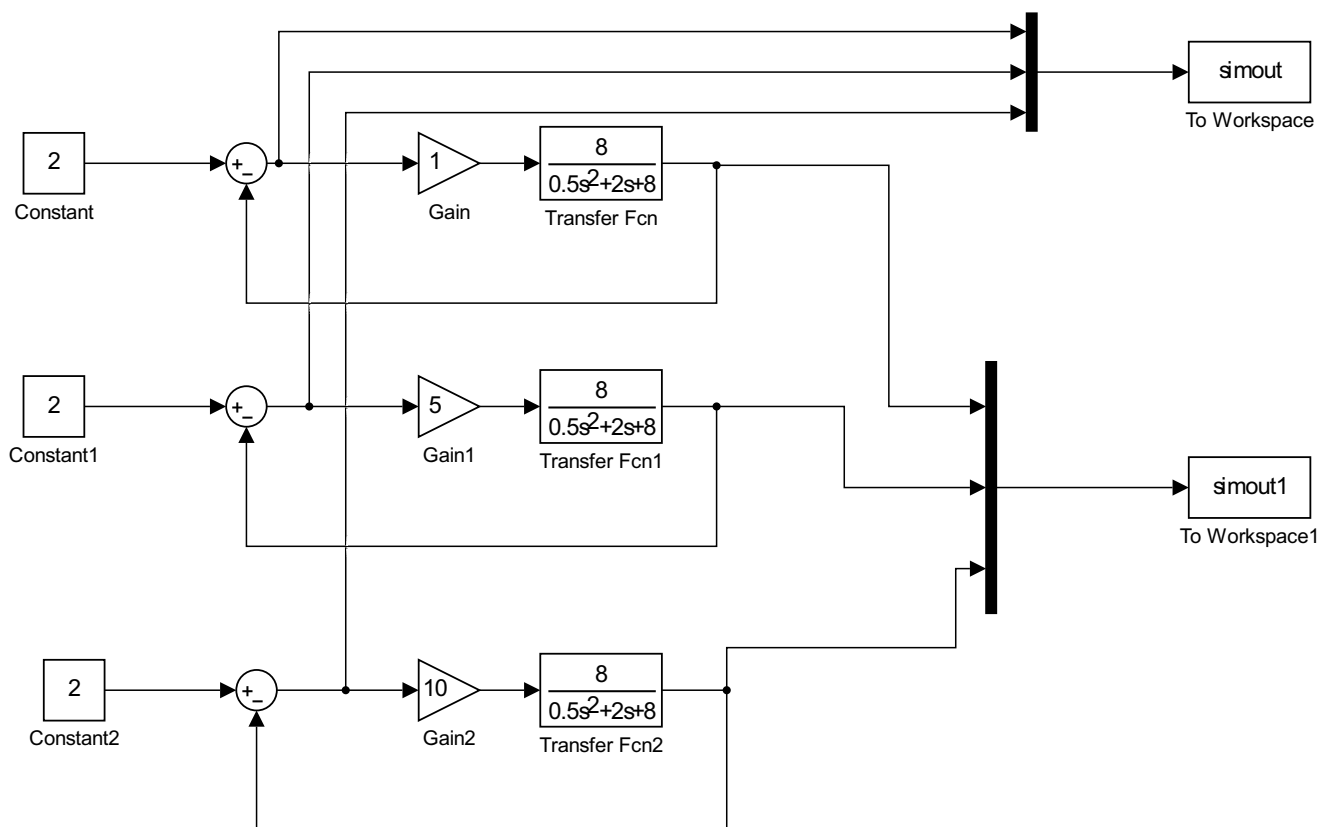 simout
To Workspace
2
Constant
+
−
1
Gain
8
0.5s²+2s+8
Transfer Fcn
2
Constant1
+
−
5
Gain1
8
0.5s²+2s+8
Transfer Fcn1
simout1
To Workspace1
2
Constant2
+
−
10
Gain2
8
0.5s²+2s+8
Transfer Fcn2